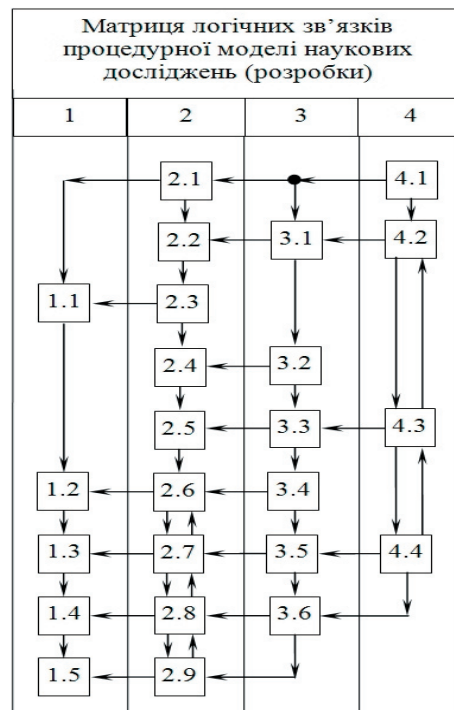 Матриця логічних зв’язків
процедурної моделі наукових
досліджень (розробки)
1 2 3 4
2.1 4.1
2.2 3.1 4.2
1.1 2.3
2.4 3.2
2.5 3.3 4.3
1.2 2.6 3.4
1.3 2.7 3.5 4.4
1.4 2.8 3.6
1.5 2.9